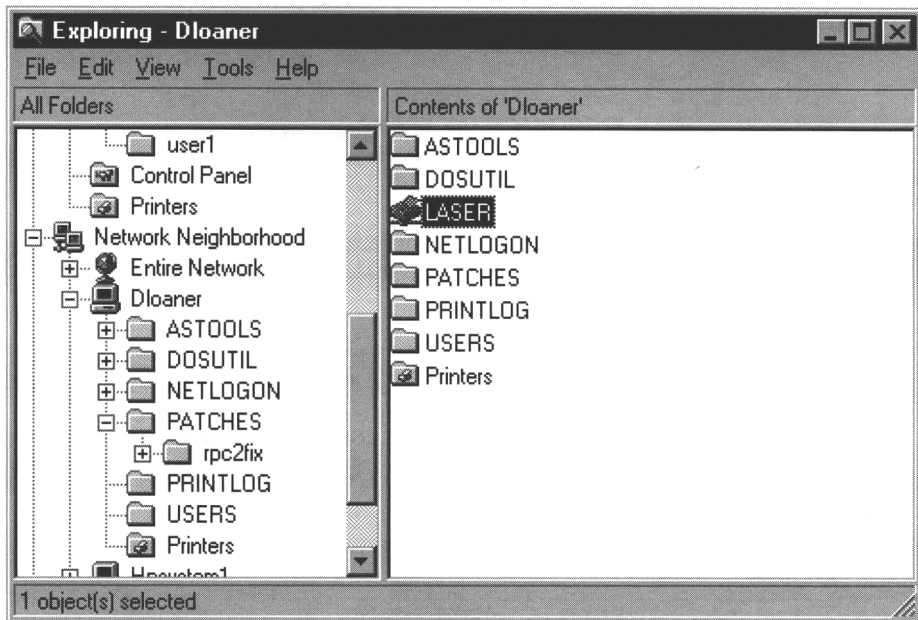 Exploring - Dloaner
File Edit View Tools Help
All Folders
Contents of 'Dloaner'
user1
Control Panel
Printers
Network Neighborhood
Entire Network
Dloaner
ASTOOLS
DOSUTIL
NETLOGON
PATCHES
rpc2fix
PRINTLOG
USERS
Printers
ASTOOLS
DOSUTIL
LASER
NETLOGON
PATCHES
PRINTLOG
USERS
Printers
1 object(s) selected